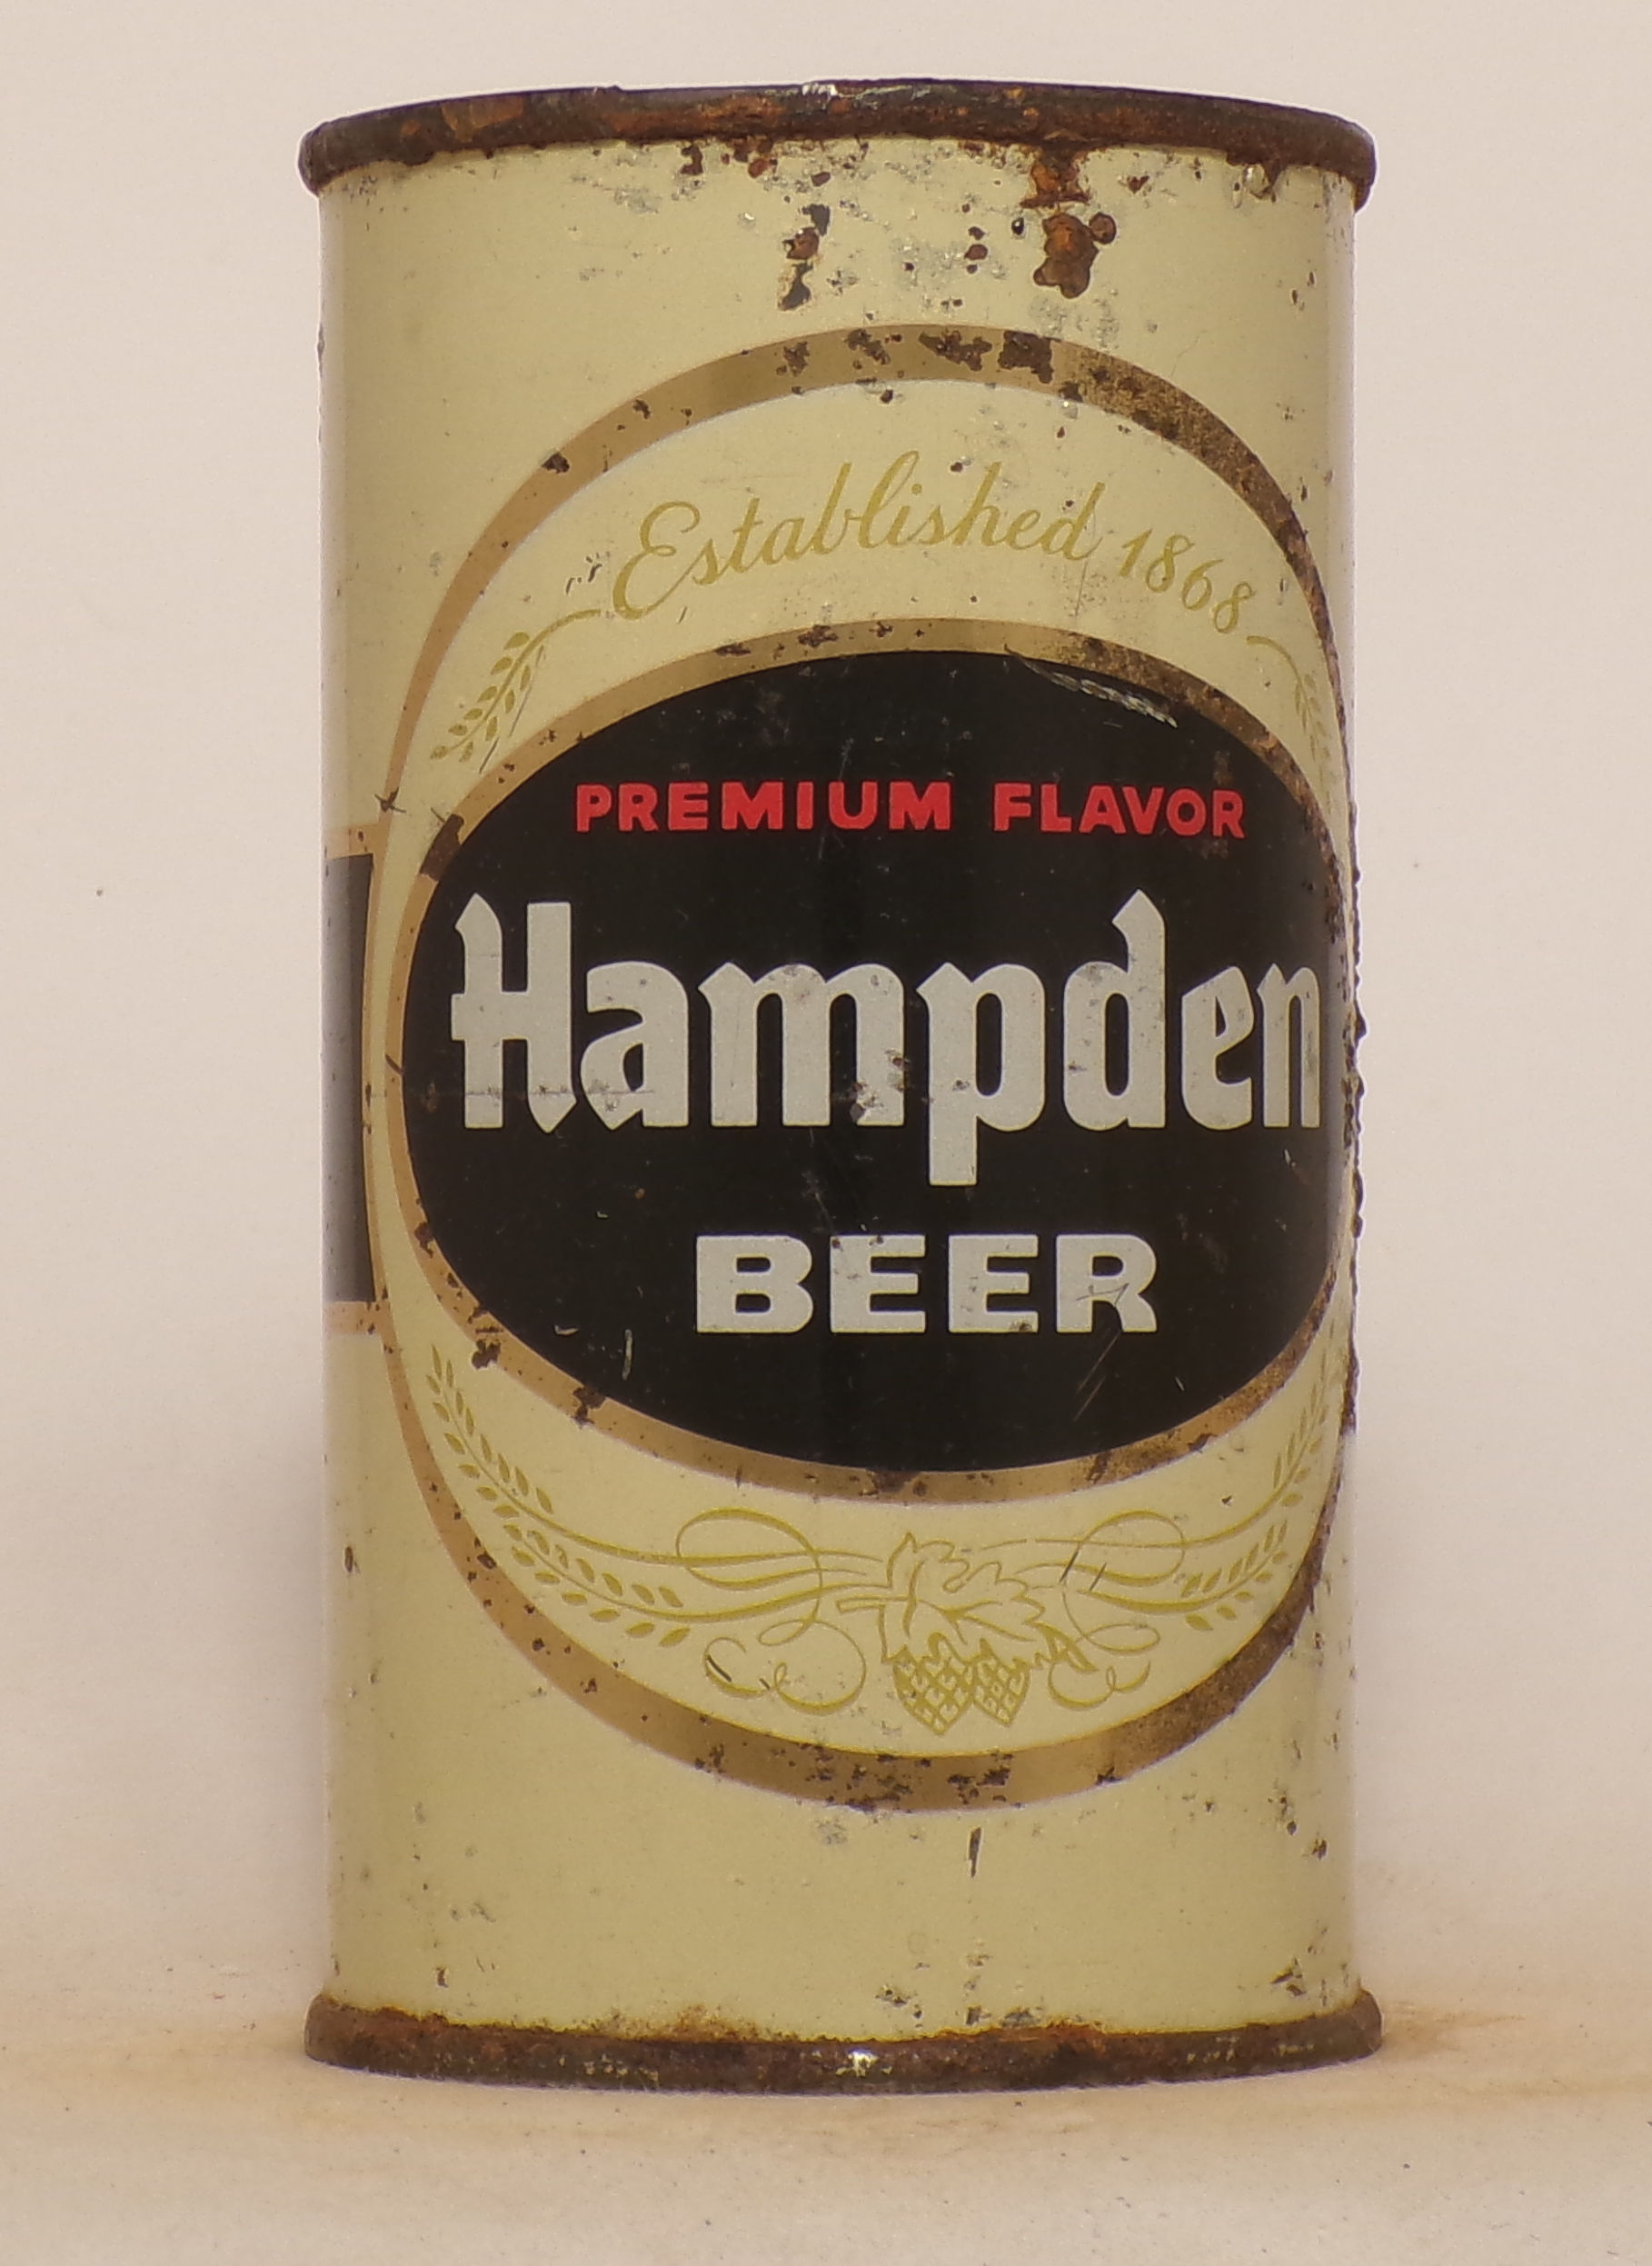 Established 1868
PREMIUM FLAVOR
Hampden
BEER